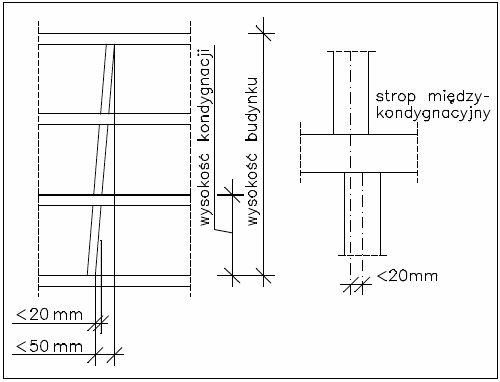 wysokość kondygnacji
wysokość budynku
strop między-
kondygnacyjny
<20mm
<20 mm
<50 mm